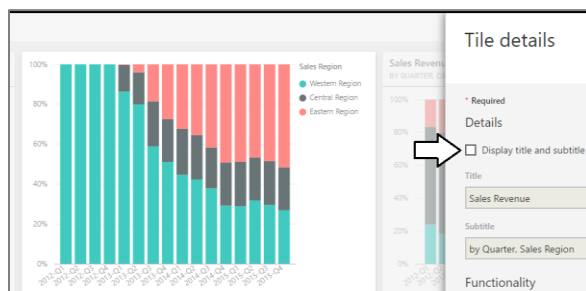 100%
80%
60%
40%
20%
0%
2012-Q1
2012-Q2
2012-Q3
2012-Q4
2013-Q1
2013-Q2
2013-Q3
2013-Q4
2014-Q1
2014-Q2
2014-Q3
2014-Q4
2015-Q1
2015-Q2
2015-Q3
2015-Q4
Sales Region
Western Region
Central Region
Eastern Region
Sales Revenu
BY QUARTER,
100%
80%
60%
40%
20%
0%
Tile details
* Required
Details
Display title and subtitle
Title
Sales Revenue
Subtitle
by Quarter, Sales Region
Functionality